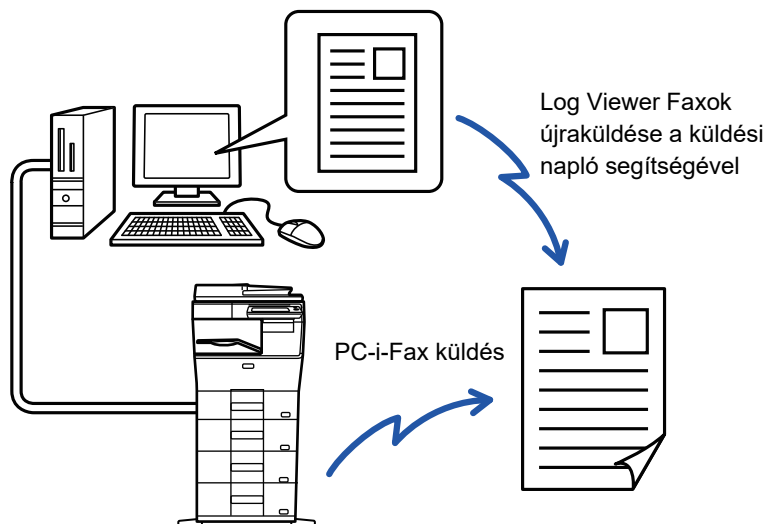 Log Viewer Faxok
újraküldése a küldési
napló segítségével
PC-i-Fax küldés